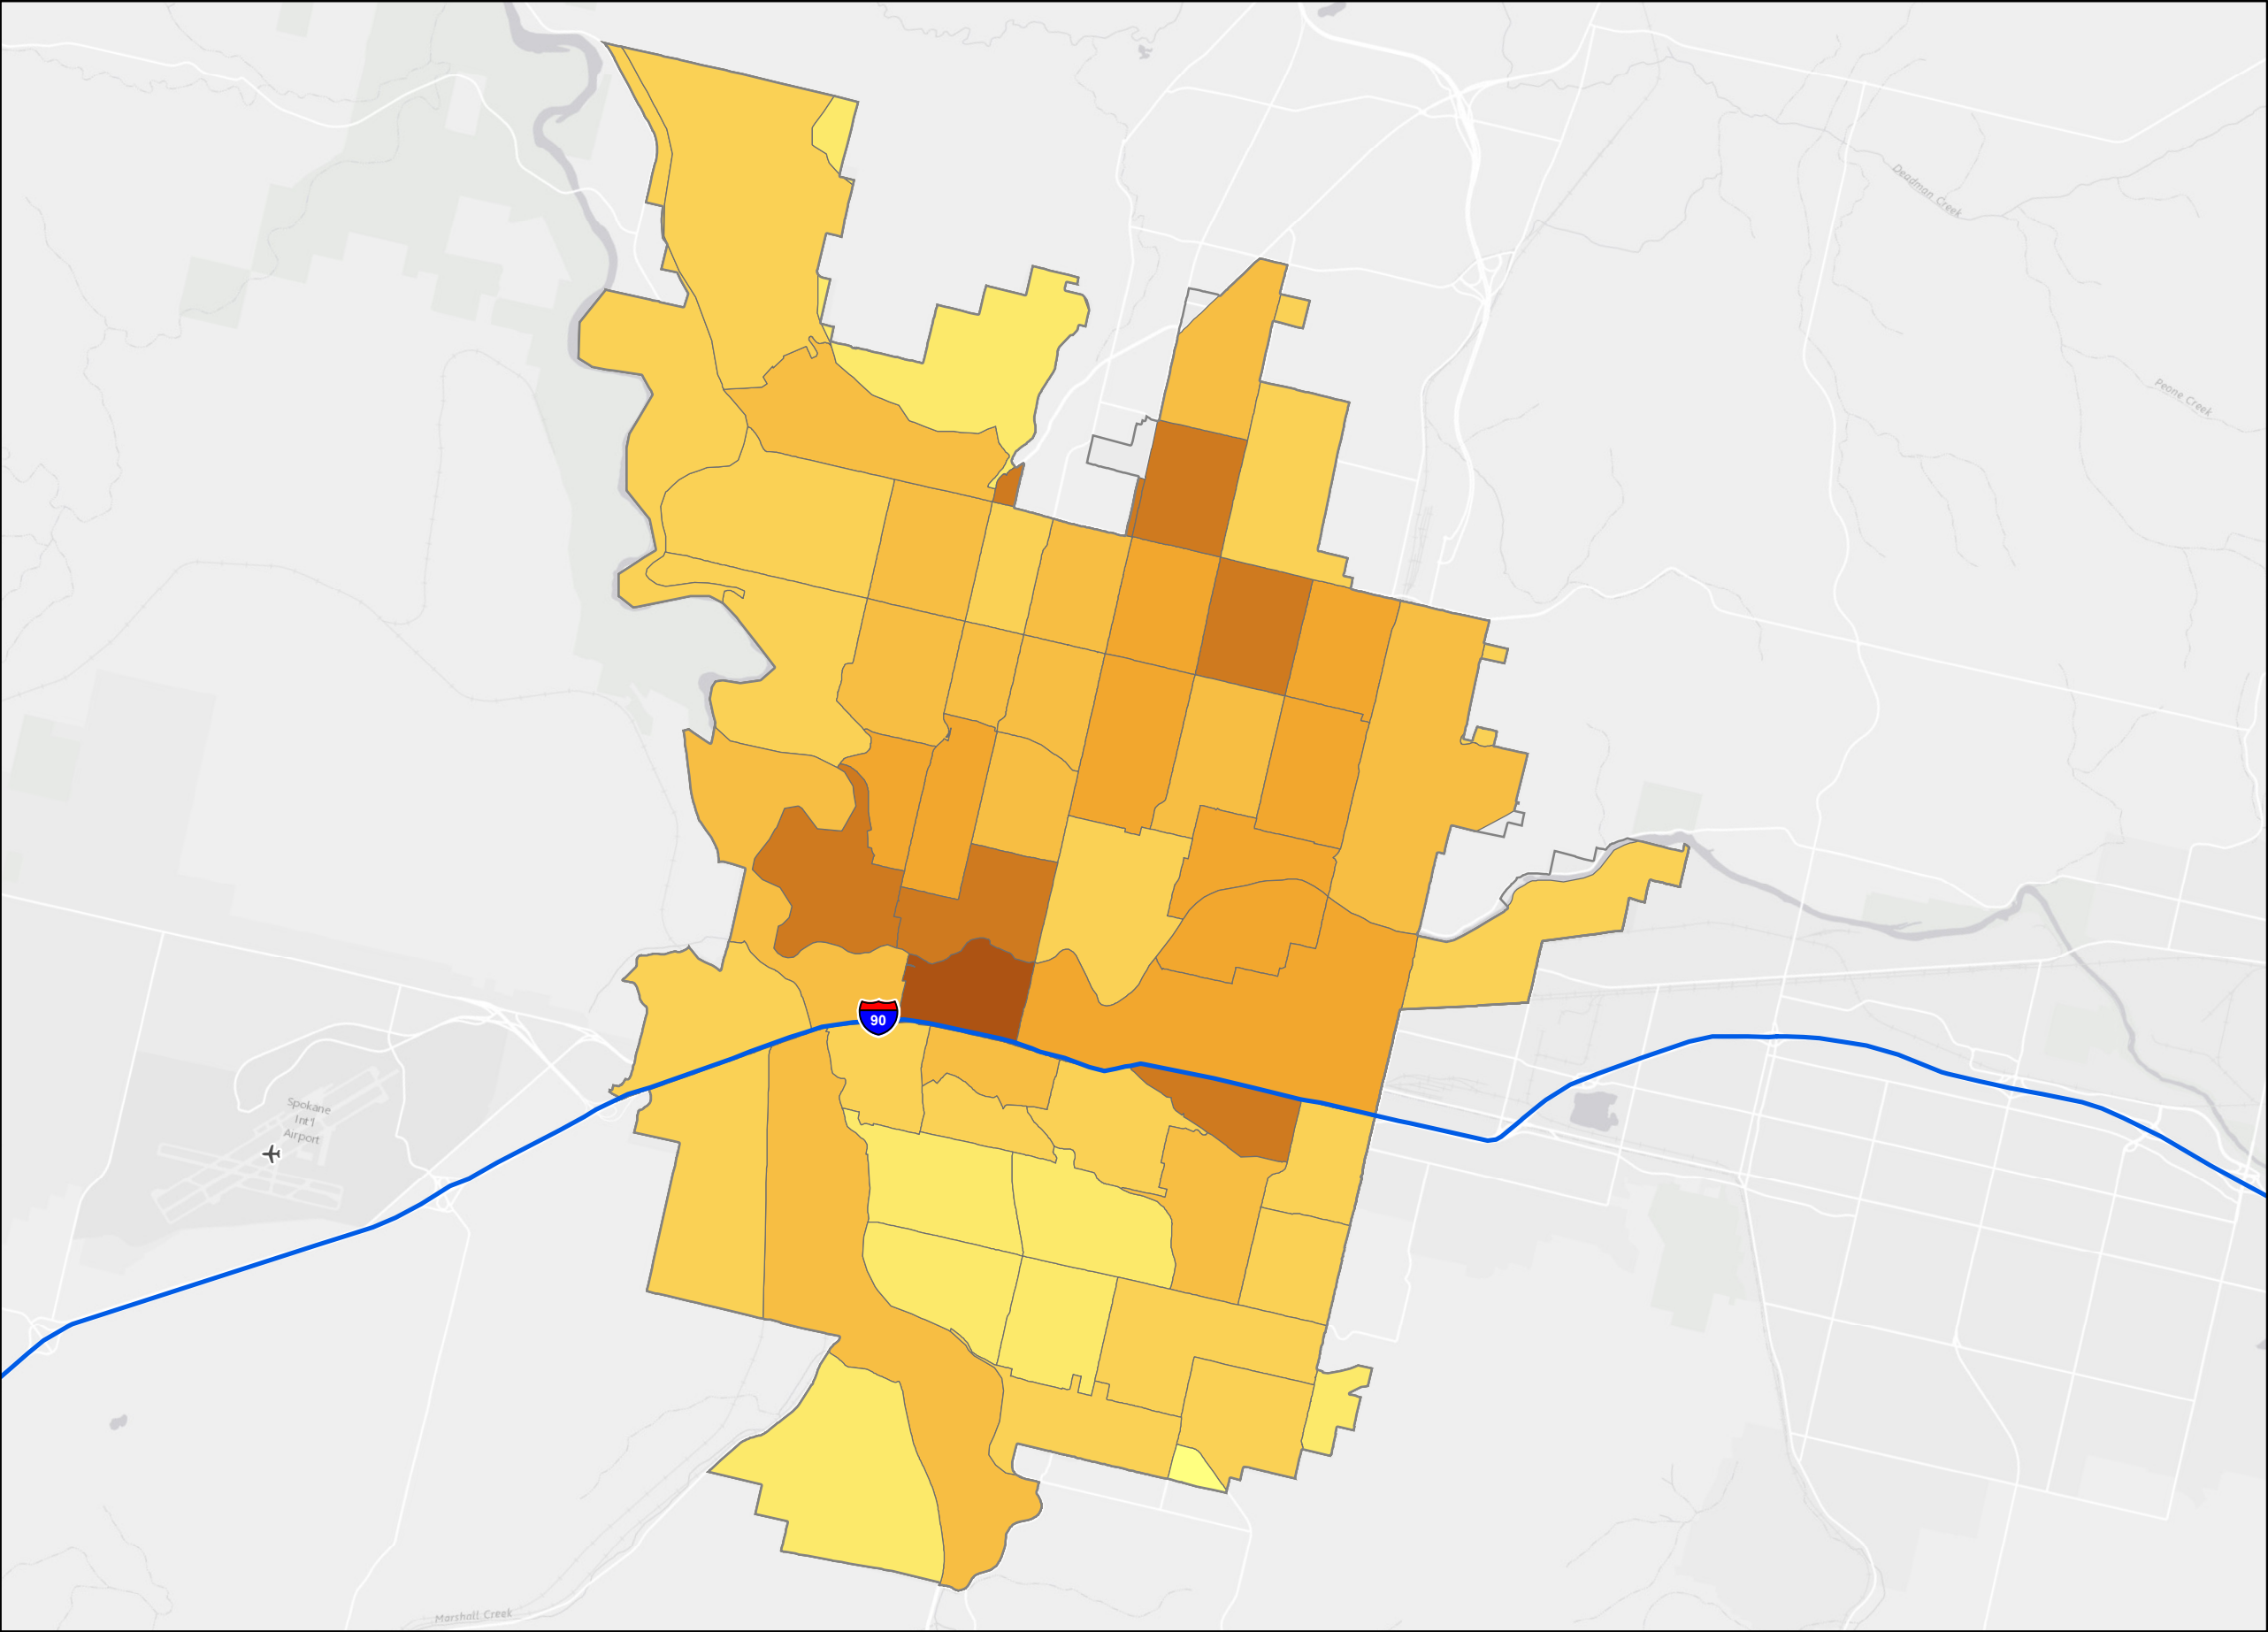 Deadman Creek
Peone Creek
90
Spokane
Int'l
Airport
Marshall Creek